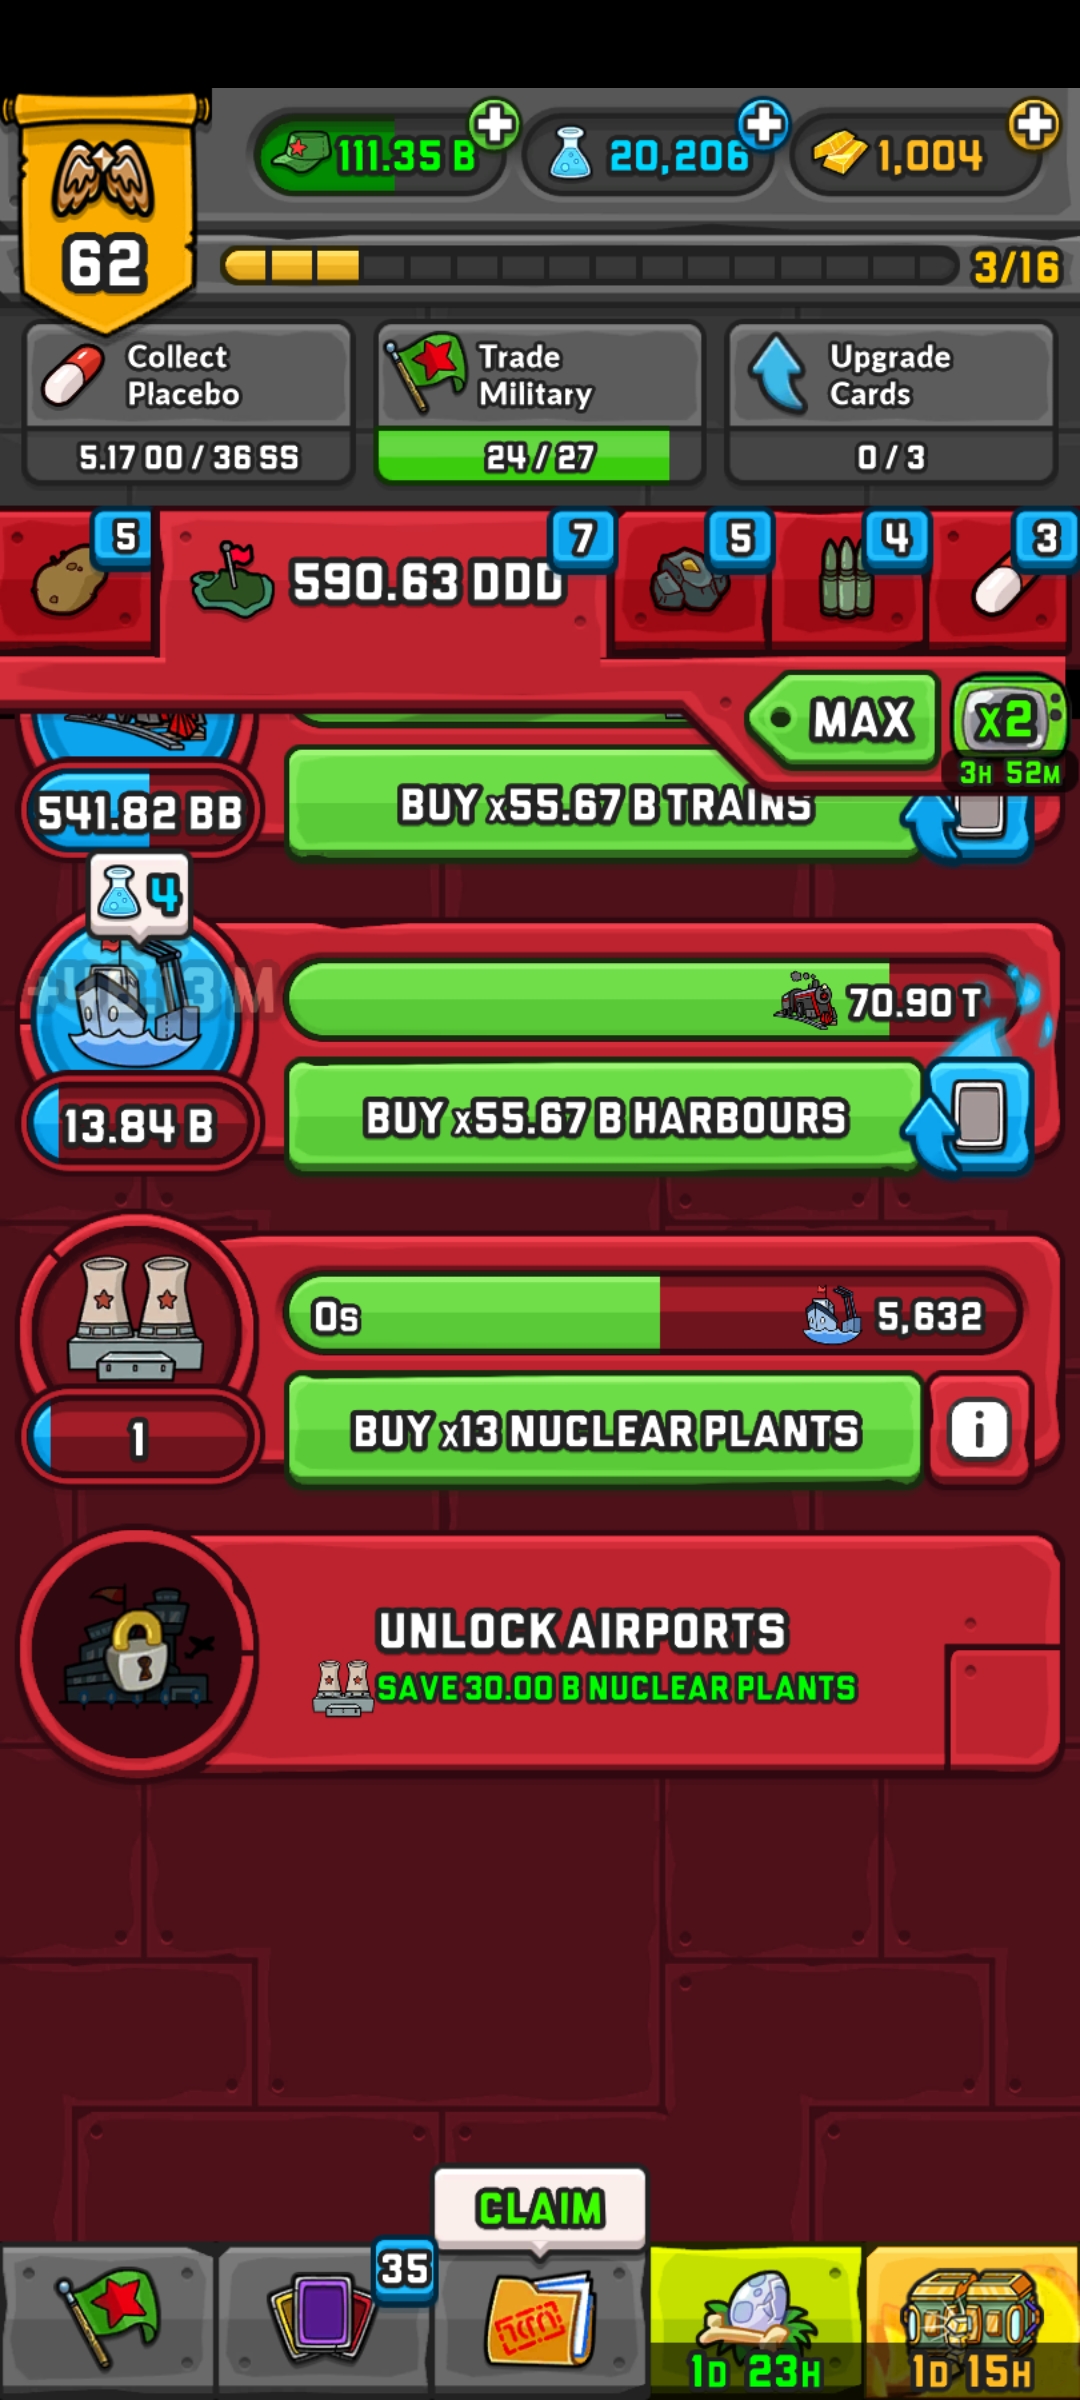 111.35 B
20,206
1,004
62
3/16
Collect
Placebo
Trade
Military
Upgrade
Cards
5.17 OO / 36 SS
24 / 27
0 / 3
5
590.63 DDD
7
5
4
3
MAX
x2
3H 52M
541.82 BB
BUY x55.67 B TRAINS
4
70.90 T
13.84 B
BUY x55.67 B HARBOURS
0s
5,632
1
BUY x13 NUCLEAR PLANTS
i
UNLOCK AIRPORTS
SAVE 30.00 B NUCLEAR PLANTS
CLAIM
35
1D 23H
1D 15H